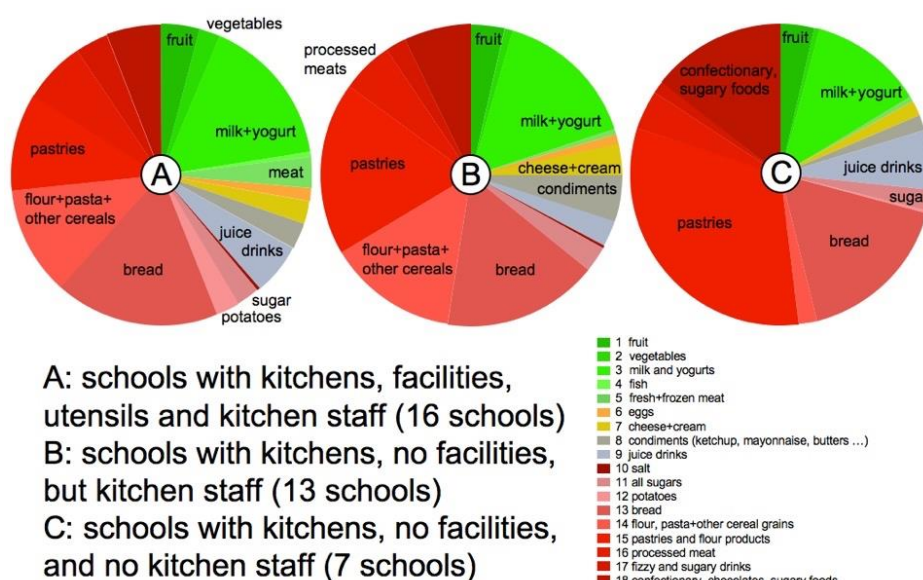 vegetables
fruit
milk+yogurt
meat
juice
drinks
sugar
potatoes
bread
flour+pasta+
other cereals
pastries
A
processed
meats
fruit
milk+yogurt
cheese+cream
condiments
bread
flour+pasta+
other cereals
pastries
B
confectionary,
sugary foods
fruit
milk+yogurt
juice drinks
sugar
bread
pastries
C
A: schools with kitchens, facilities,
utensils and kitchen staff (16 schools)
B: schools with kitchens, no facilities,
but kitchen staff (13 schools)
C: schools with kitchens, no facilities,
and no kitchen staff (7 schools)
1 fruit
2 vegetables
3 milk and yogurts
4 fish
5 fresh+frozen meat
6 eggs
7 cheese+cream
8 condiments (ketchup, mayonnaise, butters ...)
9 juice drinks
10 salt
11 all sugars
12 potatoes
13 bread
14 flour, pasta+other cereal grains
15 pastries and flour products
16 processed meat
17 fizzy and sugary drinks
18 confectionary, chocolates, sugary foods